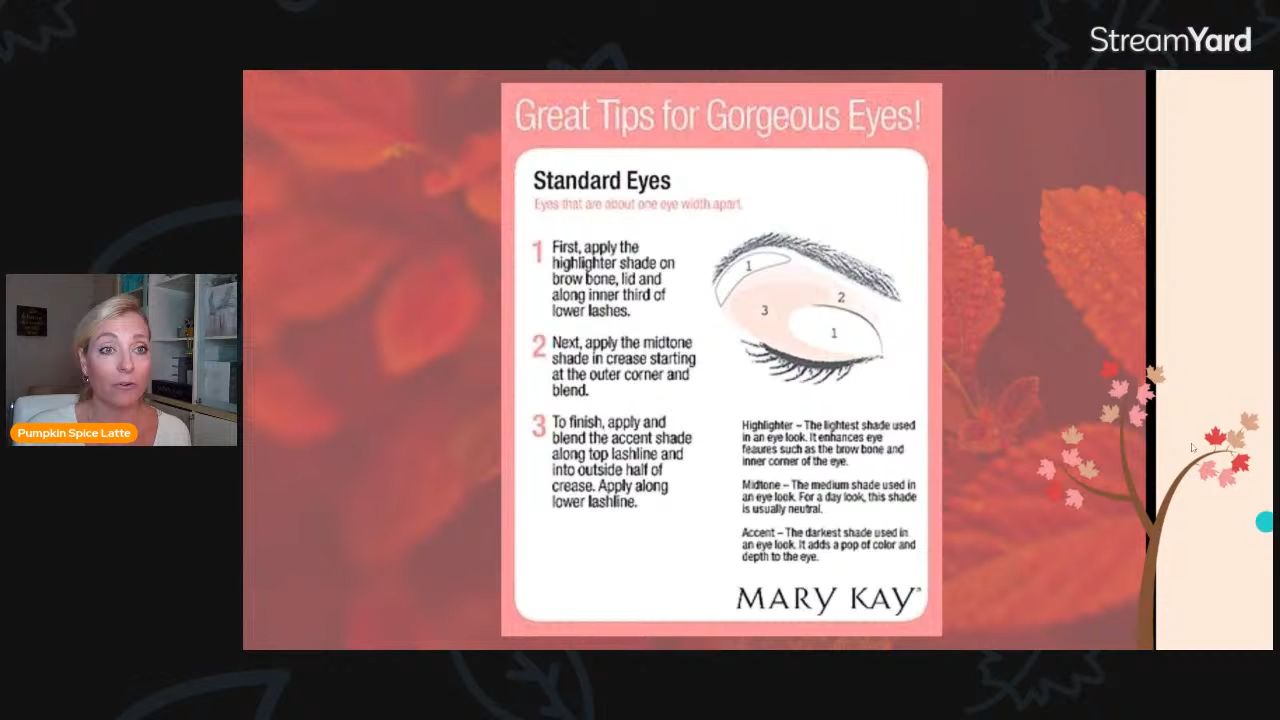 StreamYard
Great Tips for Gorgeous Eyes!
Standard Eyes
Eyes that are about one eye width apart.
1 First, apply the
highlighter shade on
brow bone, lid and
along inner third of
lower lashes.
2 Next, apply the midtone
shade in crease starting
at the outer corner and
blend.
3 To finish, apply and
blend the accent shade
along top lashline and
into outside half of
crease. Apply along
lower lashline.
1
2
3
1
Highlighter – The lightest shade used
in an eye look. It enhances eye
feaures such as the brow bone and
inner corner of the eye.
Midtone – The medium shade used in
an eye look. For a day look, this shade
is usually neutral.
Accent – The darkest shade used in
an eye look. It adds a pop of color and
depth to the eye.
MARY KAY®
Pumpkin Spice Latte